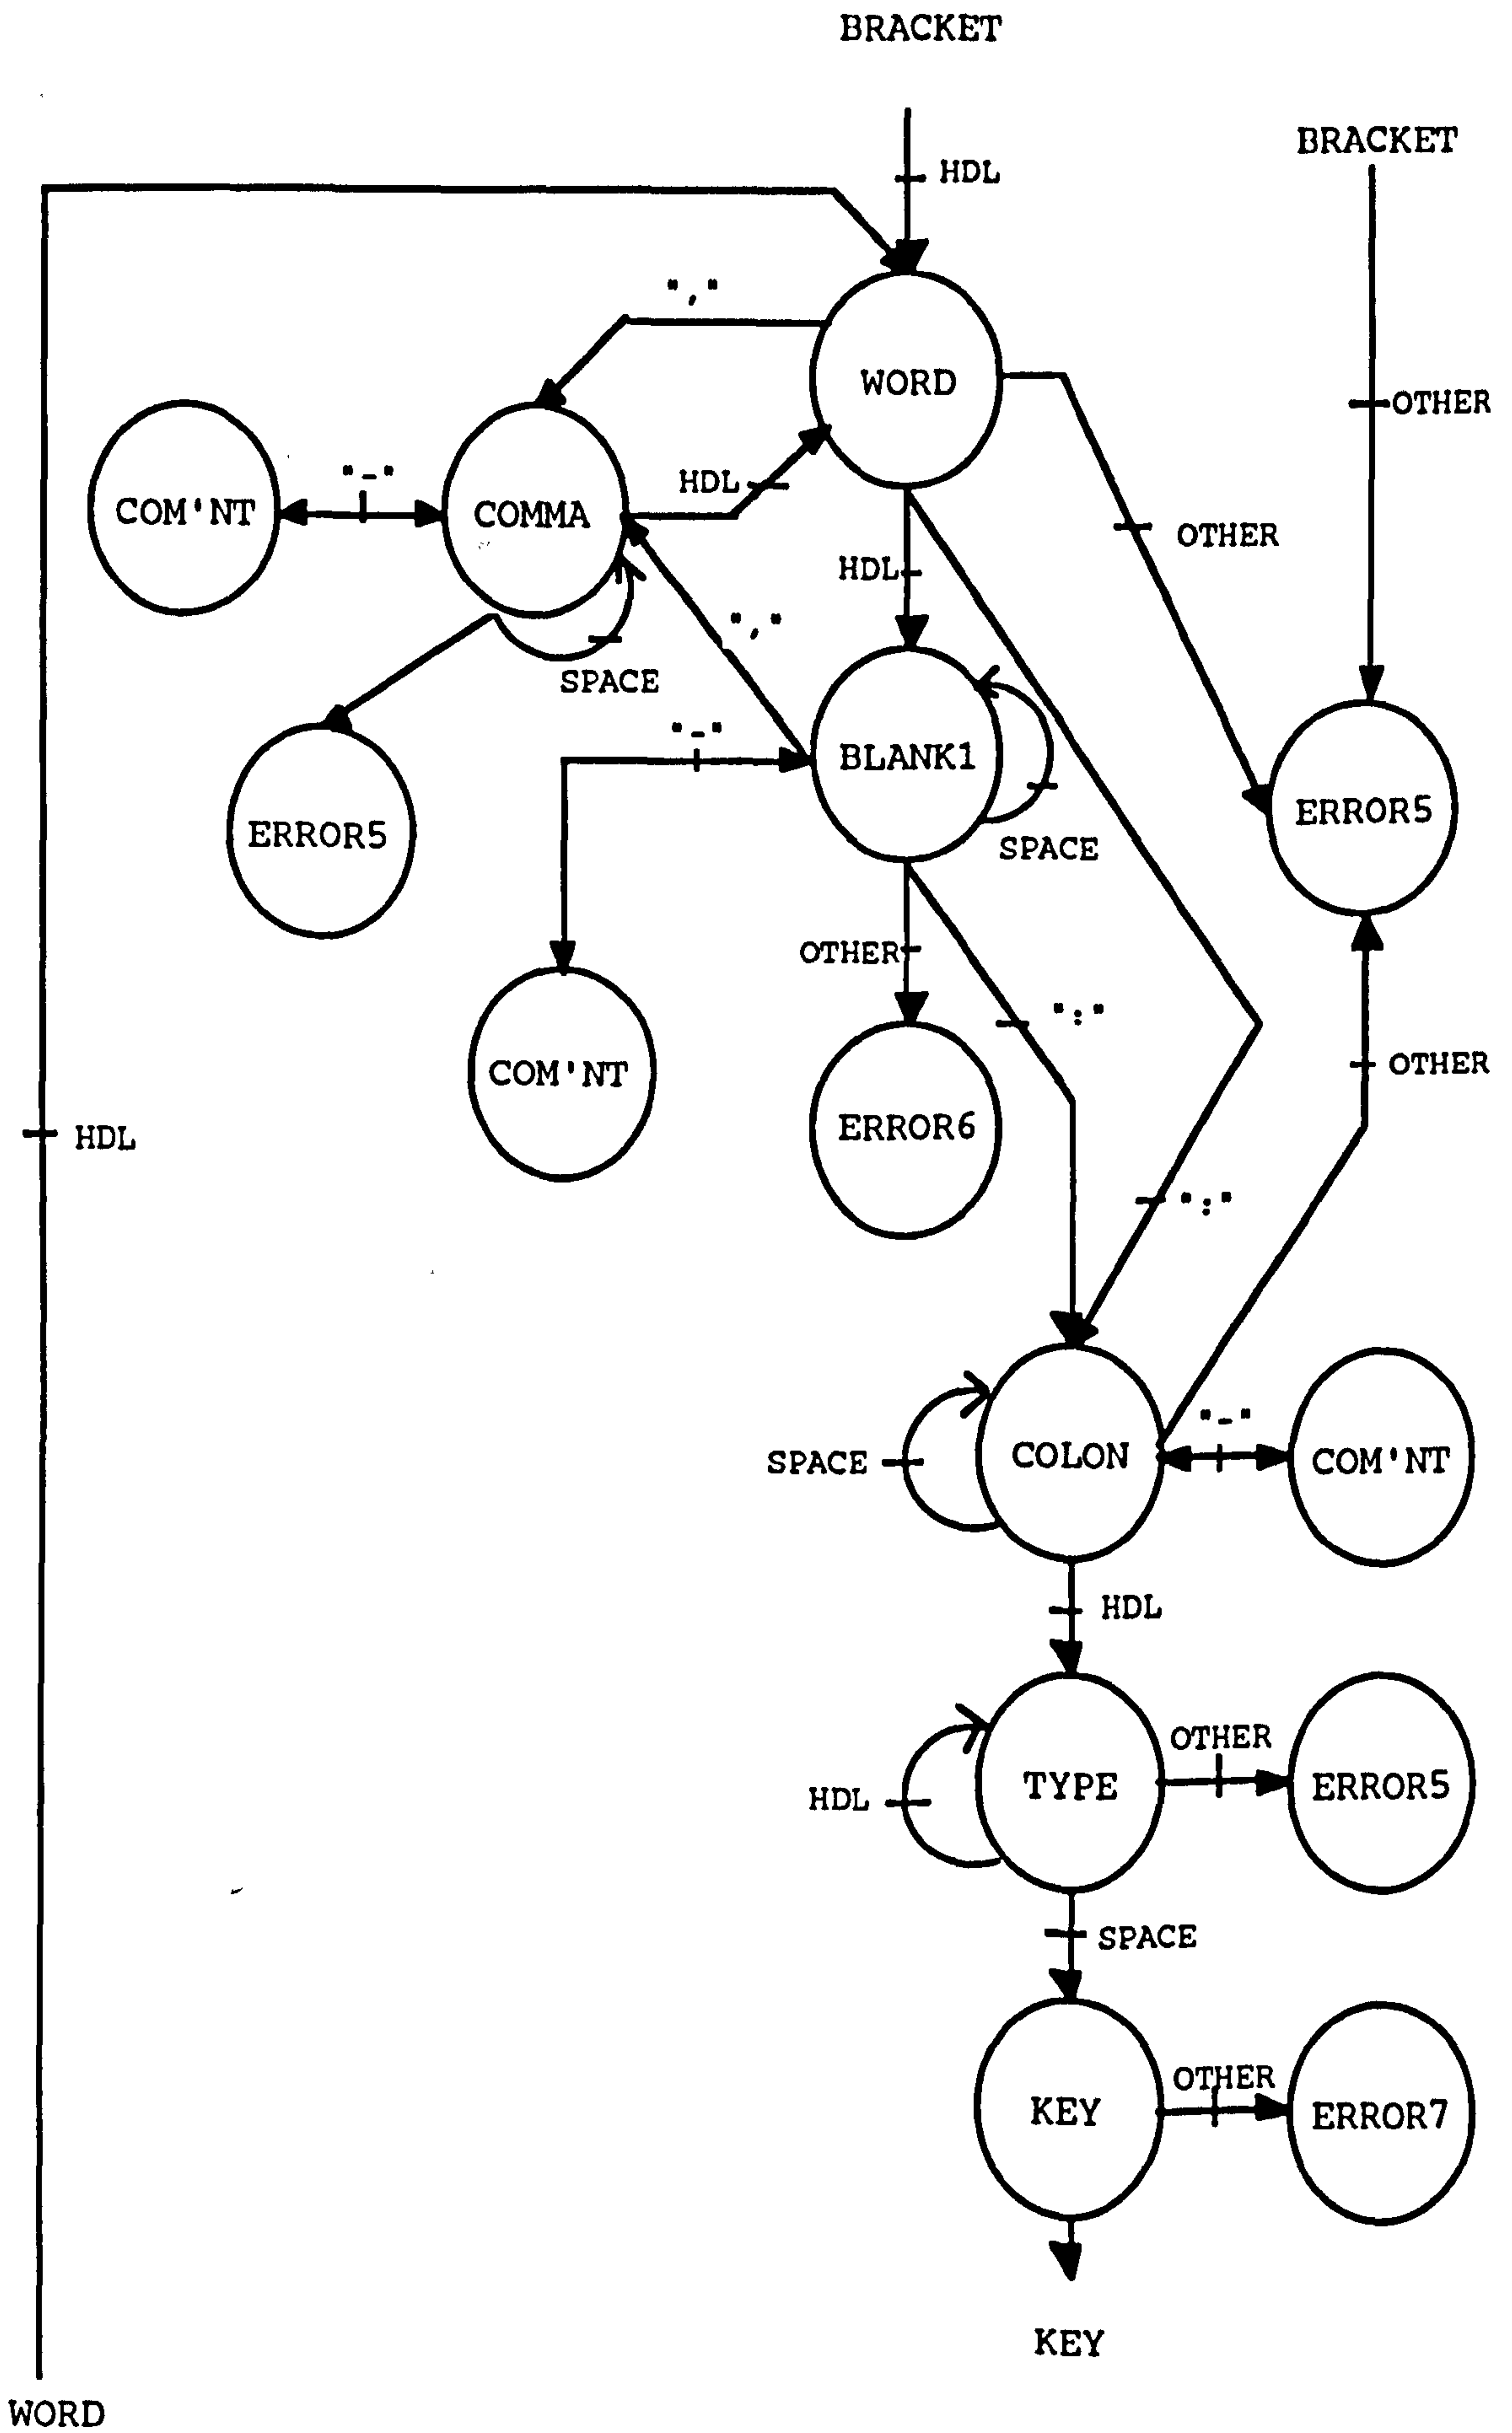 BRACKET
BRACKET
HDL
","
WORD
OTHER
"-"
HDL
COM'NT
COMMA
OTHER
HDL
","
SPACE
"-"
BLANK1
ERROR5
ERROR5
SPACE
OTHER
":"
COM'NT
OTHER
ERROR6
HDL
":"
"-"
SPACE
COLON
COM'NT
HDL
OTHER
HDL
TYPE
ERROR5
SPACE
OTHER
KEY
ERROR7
KEY
WORD